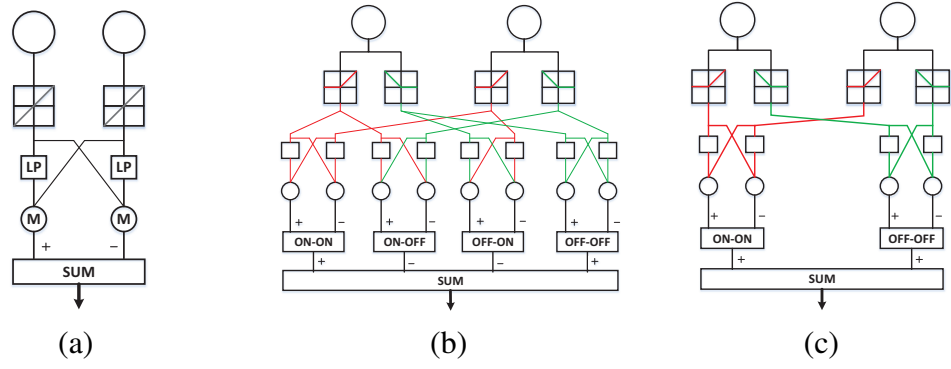 LP LP
M M
+ −
SUM
(a)
+ − + − + − + −
ON-ON ON-OFF OFF-ON OFF-OFF
+ − − +
SUM
(b)
+ − + −
ON-ON OFF-OFF
+ +
SUM
(c)